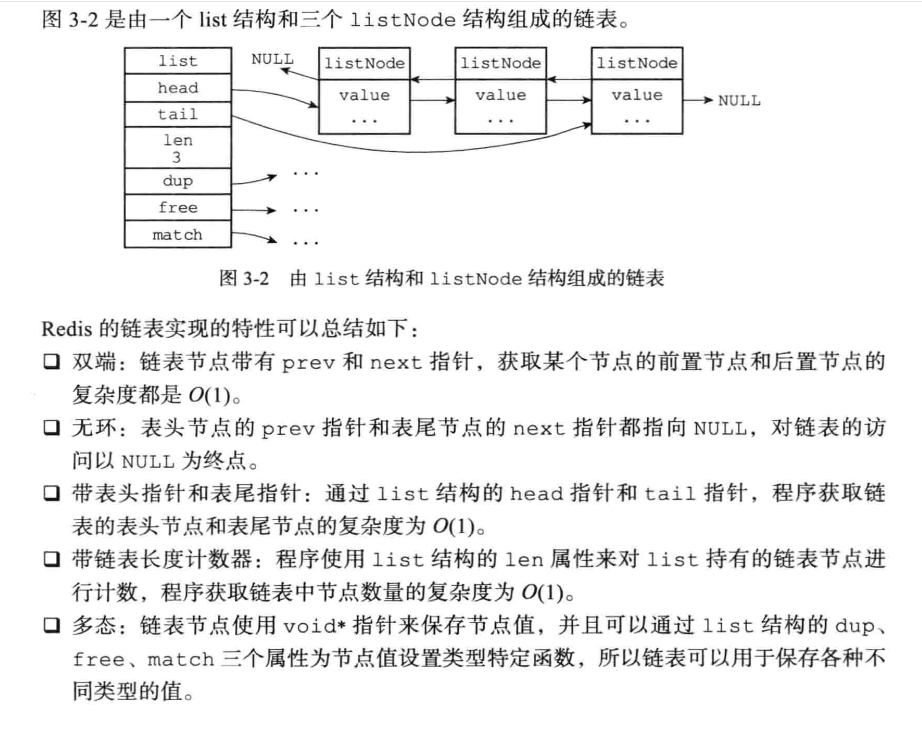 图 3-2 是由一个 list 结构和三个 listNode 结构组成的链表。
list
head
tail
len
3
dup
free
match
NULL
listNode
value
...
listNode
value
...
listNode
value
...
NULL
...
...
...
图 3-2 由 list 结构和 listNode 结构组成的链表
Redis 的链表实现的特性可以总结如下：
❑ 双端：链表节点带有 prev 和 next 指针，获取某个节点的前置节点和后置节点的
复杂度都是 O(1)。
❑ 无环：表头节点的 prev 指针和表尾节点的 next 指针都指向 NULL，对链表的访
问以 NULL 为终点。
❑ 带表头指针和表尾指针：通过 list 结构的 head 指针和 tail 指针，程序获取链
表的表头节点和表尾节点的复杂度为 O(1)。
❑ 带链表长度计数器：程序使用 list 结构的 len 属性来对 list 持有的链表节点进
行计数，程序获取链表中节点数量的复杂度为 O(1)。
❑ 多态：链表节点使用 void* 指针来保存节点值，并且可以通过 list 结构的 dup、
free、match 三个属性为节点值设置类型特定函数，所以链表可以用于保存各种不
同类型的值。